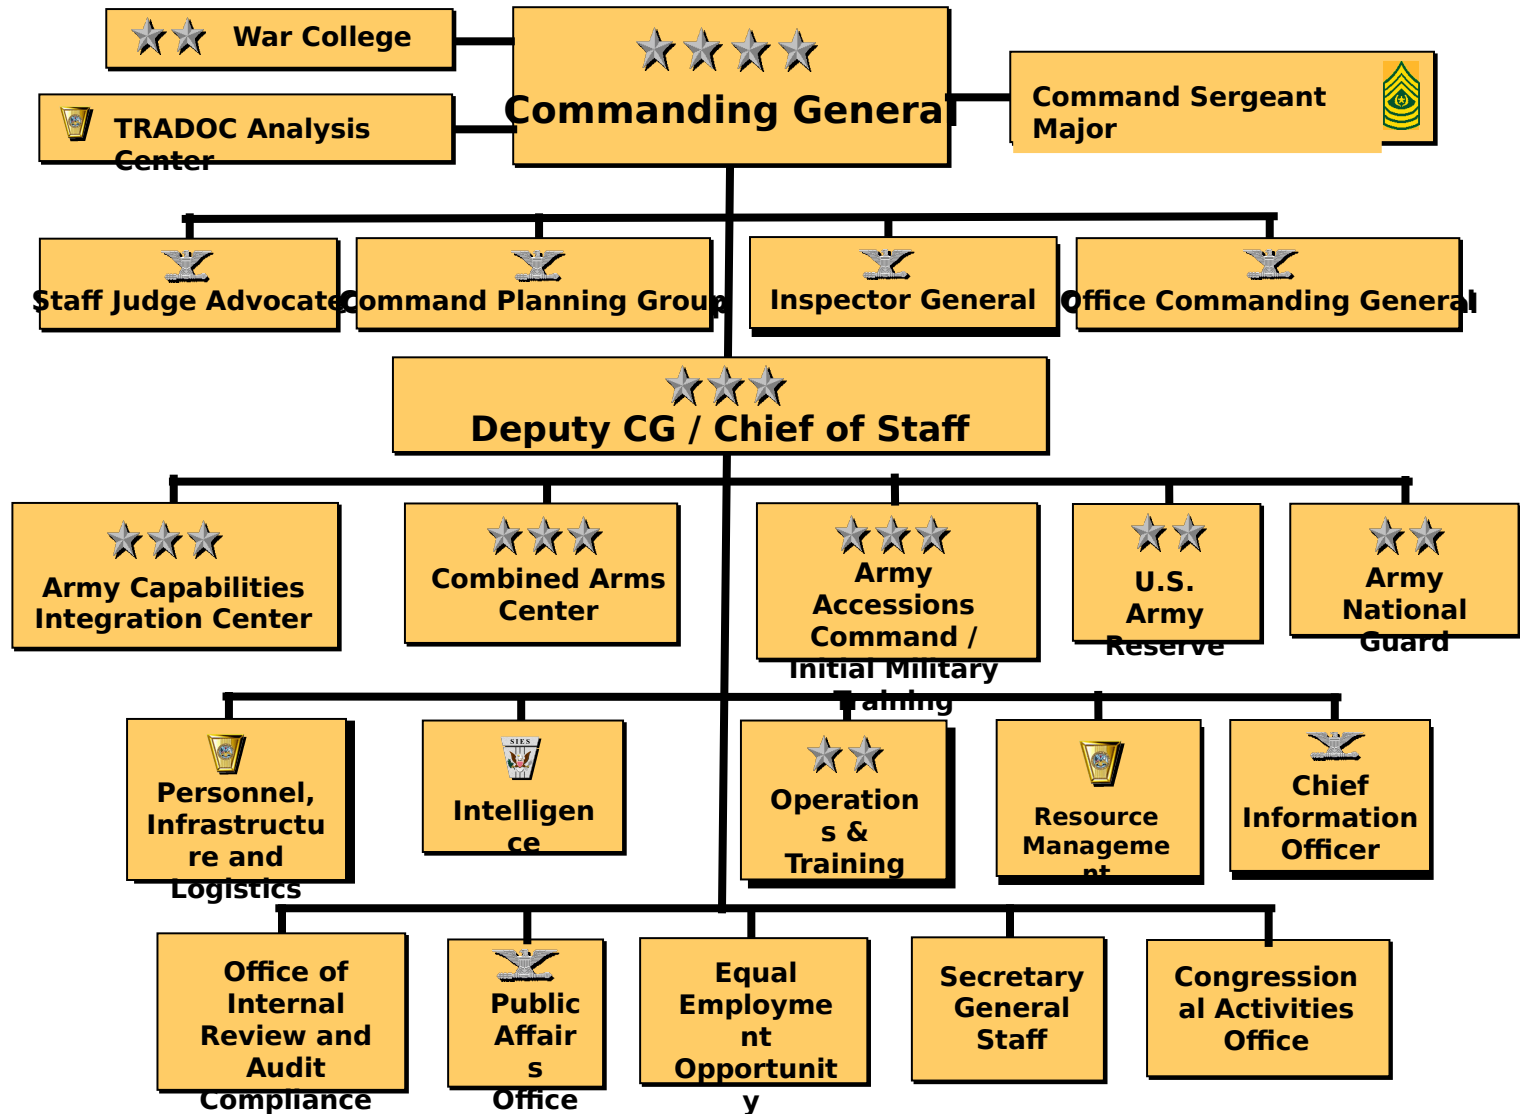 War College
Commanding General
Command Sergeant
Major
TRADOC Analysis
Center
Staff Judge Advocate
Command Planning Group
Inspector General
Office Commanding General
Deputy CG / Chief of Staff
Army Capabilities
Integration Center
Combined Arms
Center
Army
Accessions
Command /
Initial Military
Training
U.S.
Army
Reserve
Army
National
Guard
Personnel,
Infrastructu
re and
Logistics
SIES
Intelligen
ce
Operation
s &
Training
Resource
Manageme
nt
Chief
Information
Officer
Office of
Internal
Review and
Audit
Compliance
Public
Affair
s
Office
Equal
Employme
nt
Opportunit
y
Secretary
General
Staff
Congression
al Activities
Office